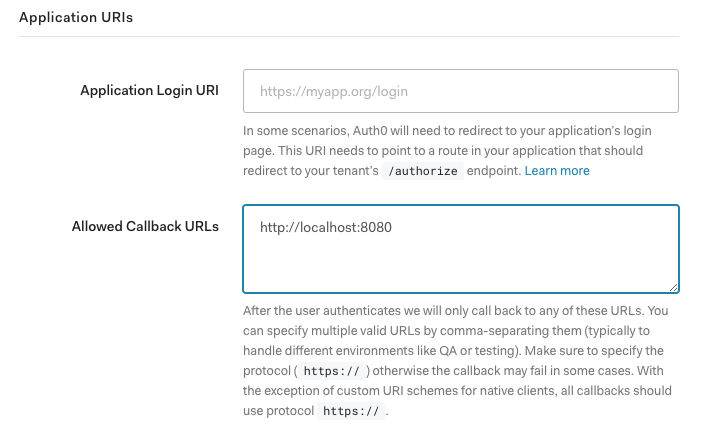 Application URIs
Application Login URI
https://myapp.org/login
In some scenarios, Auth0 will need to redirect to your application's login
page. This URI needs to point to a route in your application that should
redirect to your tenant's /authorize endpoint. Learn more
Allowed Callback URLs
http://localhost:8080
After the user authenticates we will only call back to any of these URLs. You
can specify multiple valid URLs by comma-separating them (typically to
handle different environments like QA or testing). Make sure to specify the
protocol ( https:// ) otherwise the callback may fail in some cases. With
the exception of custom URI schemes for native clients, all callbacks should
use protocol https:// .